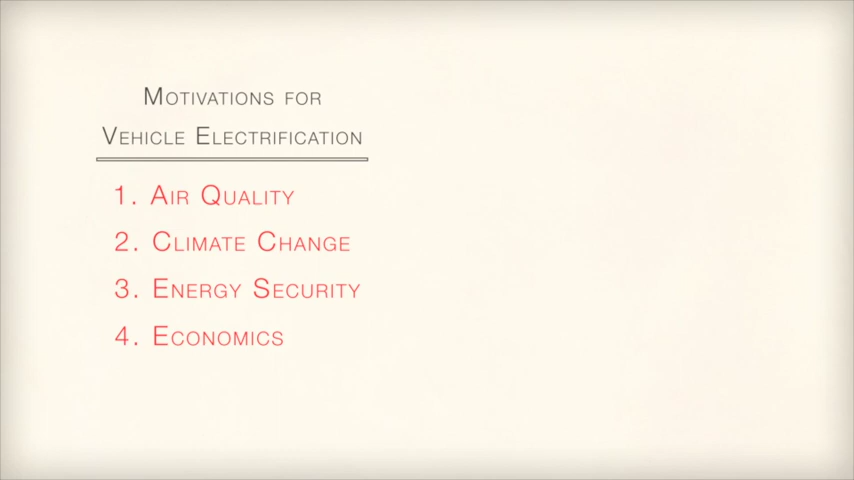 Motivations for
Vehicle Electrification
1. Air Quality
2. Climate Change
3. Energy Security
4. Economics